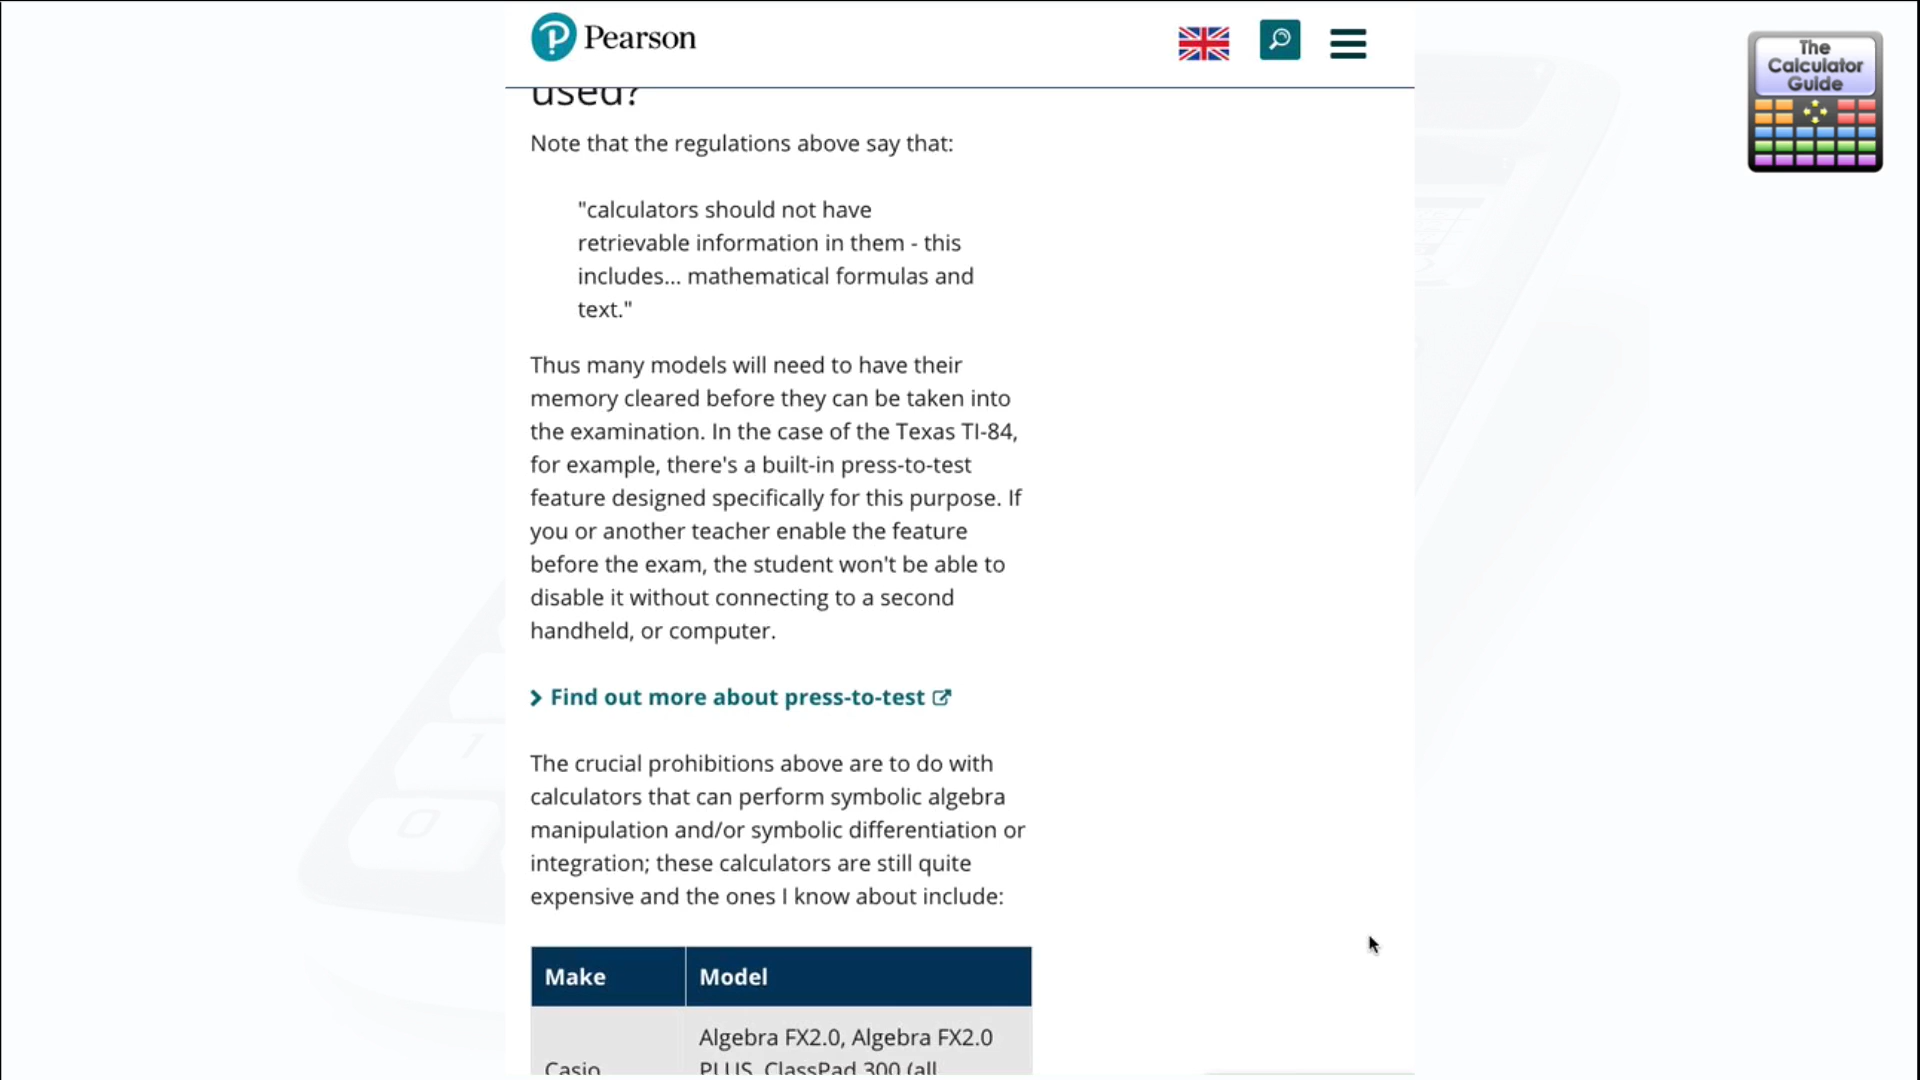 Pearson
The
Calculator
Guide
used?
Note that the regulations above say that:
"calculators should not have
retrievable information in them - this
includes... mathematical formulas and
text."
Thus many models will need to have their
memory cleared before they can be taken into
the examination. In the case of the Texas TI-84,
for example, there's a built-in press-to-test
feature designed specifically for this purpose. If
you or another teacher enable the feature
before the exam, the student won't be able to
disable it without connecting to a second
handheld, or computer.
Find out more about press-to-test
The crucial prohibitions above are to do with
calculators that can perform symbolic algebra
manipulation and/or symbolic differentiation or
integration; these calculators are still quite
expensive and the ones I know about include:
Make Model
Algebra FX2.0, Algebra FX2.0
Casio PLUS, ClassPad 300 (all